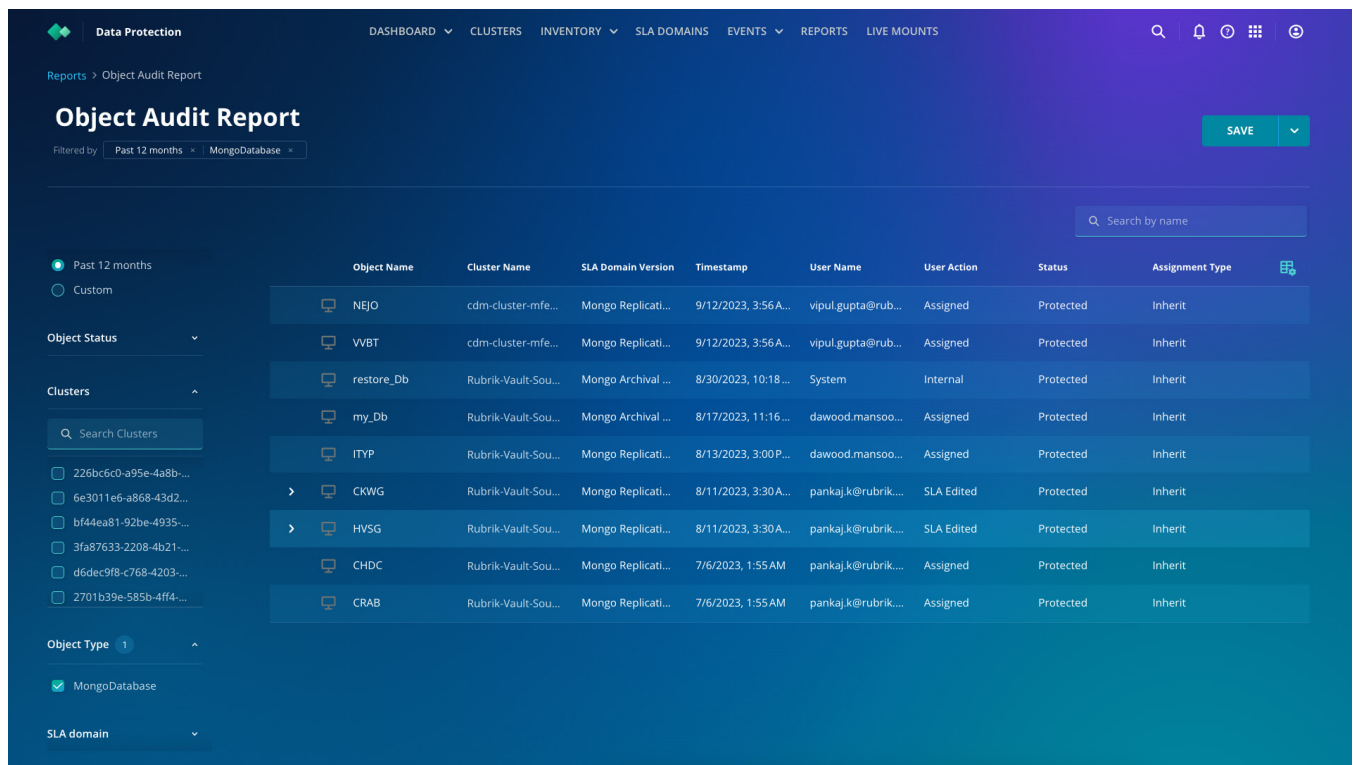 Data Protection
DASHBOARD CLUSTERS INVENTORY SLA DOMAINS EVENTS REPORTS LIVE MOUNTS
Reports > Object Audit Report
Object Audit Report
SAVE
Filtered by Past 12 months × MongoDatabase ×
Search by name
Past 12 months
Custom
Object Status
Clusters
Search Clusters
226bc6c0-a95e-4a8b-...
6e3011e6-a868-43d2...
bf44ea81-92be-4935-...
3fa87633-2208-4b21-...
d6dec9f8-c768-4203-...
2701b39e-585b-4ff4-...
Object Type 1
MongoDatabase
SLA domain
Object Name Cluster Name SLA Domain Version Timestamp User Name User Action Status Assignment Type
NEJO cdm-cluster-mfe... Mongo Replicati... 9/12/2023, 3:56 A... vipul.gupta@rub... Assigned Protected Inherit
VVBT cdm-cluster-mfe... Mongo Replicati... 9/12/2023, 3:56 A... vipul.gupta@rub... Assigned Protected Inherit
restore_Db Rubrik-Vault-Sou... Mongo Archival ... 8/30/2023, 10:18 ... System Internal Protected Inherit
my_Db Rubrik-Vault-Sou... Mongo Archival ... 8/17/2023, 11:16 ... dawood.mansoo... Assigned Protected Inherit
ITYP Rubrik-Vault-Sou... Mongo Replicati... 8/13/2023, 3:00 P... dawood.mansoo... Assigned Protected Inherit
CKWG Rubrik-Vault-Sou... Mongo Replicati... 8/11/2023, 3:30 A... pankaj.k@rubrik.... SLA Edited Protected Inherit
HVSG Rubrik-Vault-Sou... Mongo Replicati... 8/11/2023, 3:30 A... pankaj.k@rubrik.... SLA Edited Protected Inherit
CHDC Rubrik-Vault-Sou... Mongo Replicati... 7/6/2023, 1:55 AM pankaj.k@rubrik.... Assigned Protected Inherit
CRAB Rubrik-Vault-Sou... Mongo Replicati... 7/6/2023, 1:55 AM pankaj.k@rubrik.... Assigned Protected Inherit